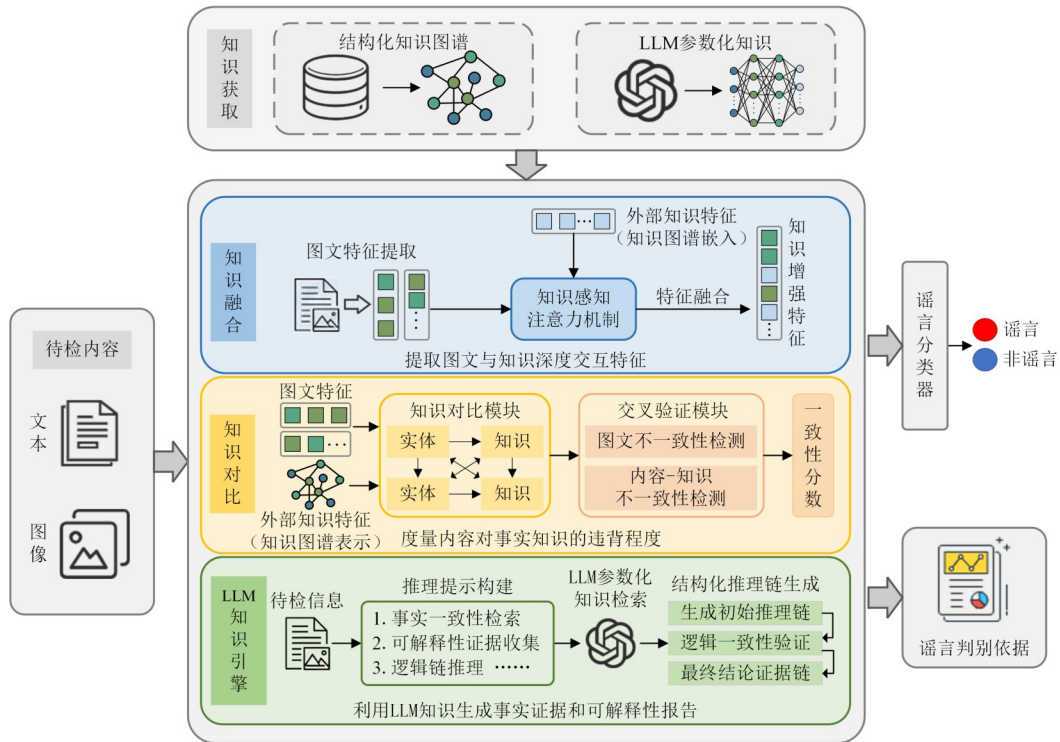 知识获取
结构化知识图谱
LLM参数化知识
待检内容
文本
图像
知识融合
图文特征提取
外部知识特征
（知识图谱嵌入）
知识感知
注意力机制
特征融合
知识增强特征
提取图文与知识深度交互特征
知识对比
图文特征
外部知识特征
（知识图谱表示）
知识对比模块
实体
知识
实体
知识
交叉验证模块
图文不一致性检测
内容-知识
不一致性检测
一致性分数
度量内容对事实知识的违背程度
LLM
知识引擎
待检信息
推理提示构建
1. 事实一致性检索
2. 可解释性证据收集
3. 逻辑链推理 ……
LLM参数化
知识检索
结构化推理链生成
生成初始推理链
逻辑一致性验证
最终结论证据链
利用LLM知识生成事实证据和可解释性报告
谣言分类器
谣言
非谣言
谣言判别依据